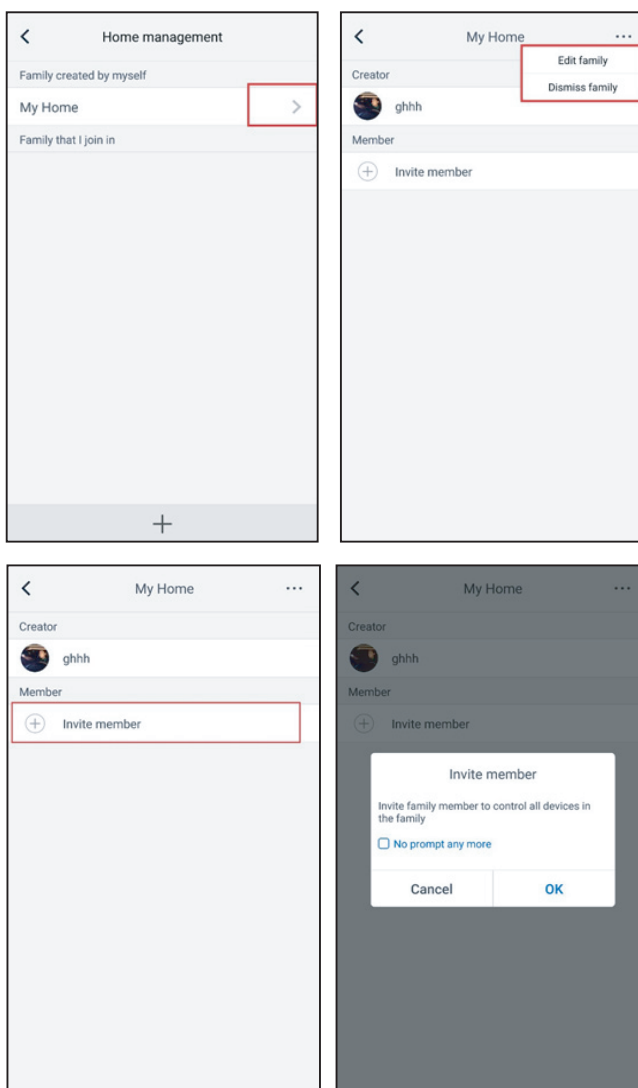 Home management
Family created by myself
My Home
Family that I join in
My Home
Edit family
Dismiss family
Creator
ghhh
Member
Invite member
My Home
Creator
ghhh
Member
Invite member
My Home
Creator
ghhh
Member
Invite member
Invite member
Invite family member to control all devices in
the family
No prompt any more
Cancel OK